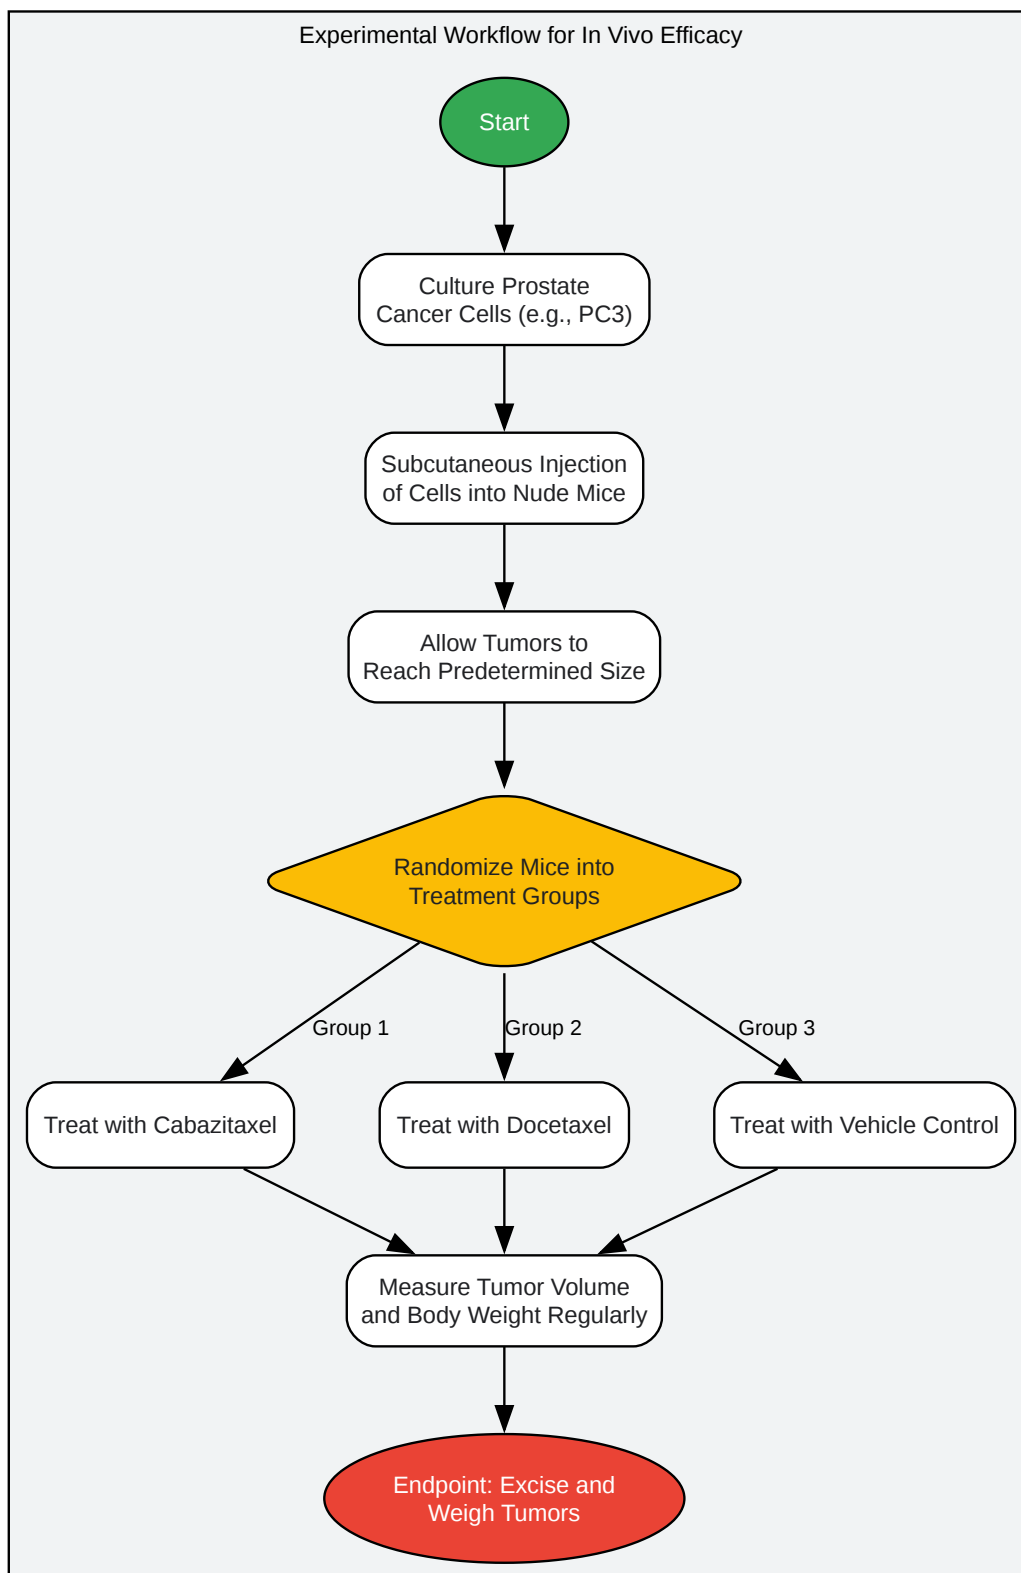 Experimental Workflow for In Vivo Efficacy
Start
Culture Prostate
Cancer Cells (e.g., PC3)
Subcutaneous Injection
of Cells into Nude Mice
Allow Tumors to
Reach Predetermined Size
Randomize Mice into
Treatment Groups
Group 1
Group 2
Group 3
Treat with Cabazitaxel
Treat with Docetaxel
Treat with Vehicle Control
Measure Tumor Volume
and Body Weight Regularly
Endpoint: Excise and
Weigh Tumors